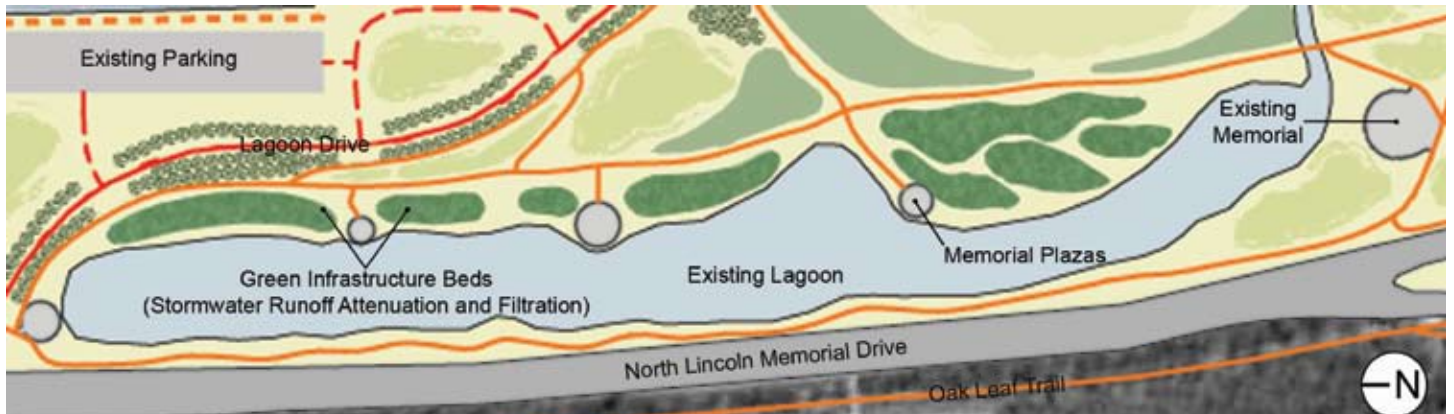 Existing Parking
Lagoon Drive
Existing
Memorial
Green Infrastructure Beds
(Stormwater Runoff Attenuation and Filtration)
Existing Lagoon
Memorial Plazas
North Lincoln Memorial Drive
Oak Leaf Trail
N